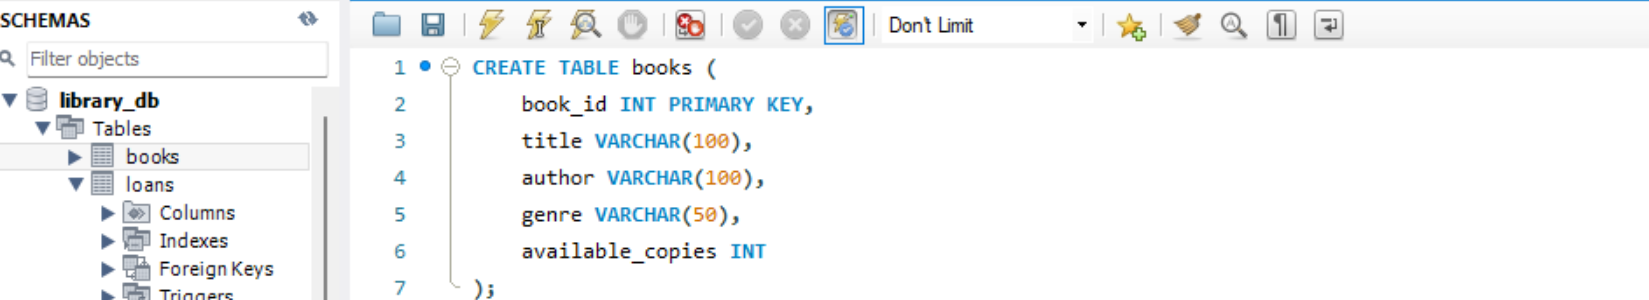 SCHEMAS
Filter objects
library_db
Tables
books
loans
Columns
Indexes
Foreign Keys
Triggers
Don't Limit
1 CREATE TABLE books (
2 book_id INT PRIMARY KEY,
3 title VARCHAR(100),
4 author VARCHAR(100),
5 genre VARCHAR(50),
6 available_copies INT
7 );